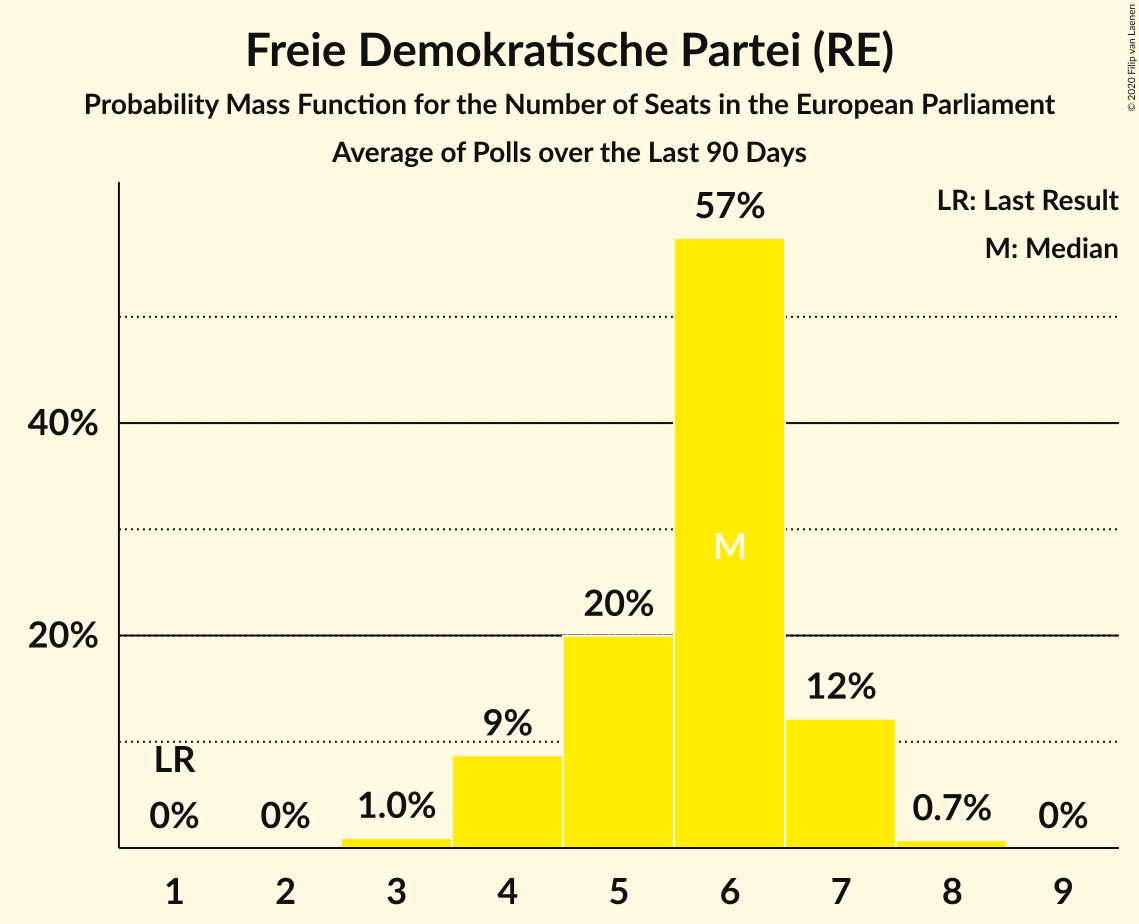 Freie Demokratische Partei (RE)
Probability Mass Function for the Number of Seats in the European Parliament
Average of Polls over the Last 90 Days
© 2020 Filip van Laenen
LR: Last Result
M: Median
57%
40%
M
20%
20%
12%
9%
LR
0%
0%
1.0%
0.7%
0%
1 2 3 4 5 6 7 8 9